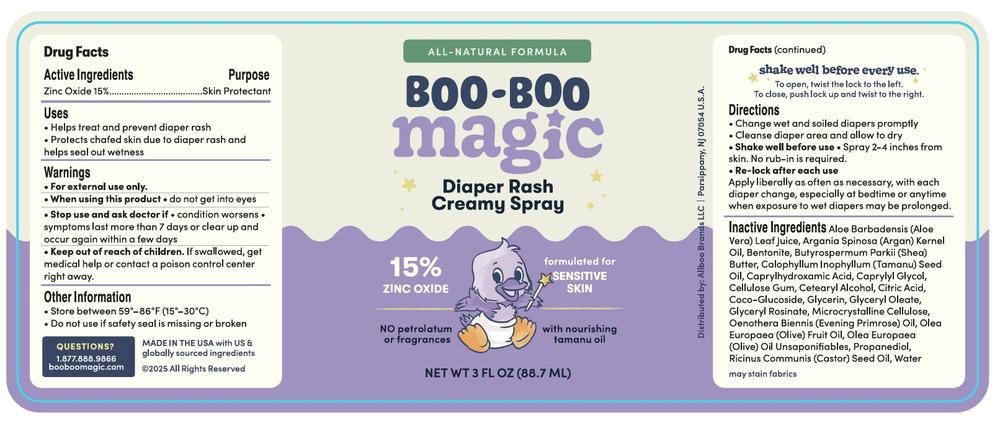 Drug Facts
Active Ingredients Purpose
Zinc Oxide 15%....................................Skin Protectant
Uses
• Helps treat and prevent diaper rash
• Protects chafed skin due to diaper rash and
helps seal out wetness
Warnings
• For external use only.
• When using this product • do not get into eyes
• Stop use and ask doctor if • condition worsens •
symptoms last more than 7 days or clear up and
occur again within a few days
• Keep out of reach of children. If swallowed, get
medical help or contact a poison control center
right away.
Other Information
• Store between 59°–86°F (15°–30°C)
• Do not use if safety seal is missing or broken
QUESTIONS?
1.877.888.9866
booboomagic.com
MADE IN THE USA with US &
globally sourced ingredients
©2025 All Rights Reserved
ALL-NATURAL FORMULA
BOO-BOO
magic
Diaper Rash
Creamy Spray
15%
ZINC OXIDE
formulated for
SENSITIVE
SKIN
NO petrolatum
or fragrances
with nourishing
tamanu oil
NET WT 3 FL OZ (88.7 ML)
Distributed by: Allboo Brands LLC | Parsippany, NJ 07054 U.S.A.
Drug Facts (continued)
shake well before every use.
To open, twist the lock to the left.
To close, push lock up and twist to the right.
Directions
• Change wet and soiled diapers promptly
• Cleanse diaper area and allow to dry
• Shake well before use • Spray 2-4 inches from
skin. No rub-in is required.
• Re-lock after each use
Apply liberally as often as necessary, with each
diaper change, especially at bedtime or anytime
when exposure to wet diapers may be prolonged.
Inactive Ingredients Aloe Barbadensis (Aloe
Vera) Leaf Juice, Argania Spinosa (Argan) Kernel
Oil, Bentonite, Butyrospermum Parkii (Shea)
Butter, Calophyllum Inophyllum (Tamanu) Seed
Oil, Caprylhydroxamic Acid, Caprylyl Glycol,
Cellulose Gum, Cetearyl Alcohol, Citric Acid,
Coco-Glucoside, Glycerin, Glyceryl Oleate,
Glyceryl Rosinate, Microcrystalline Cellulose,
Oenothera Biennis (Evening Primrose) Oil, Olea
Europaea (Olive) Fruit Oil, Olea Europaea
(Olive) Oil Unsaponifiables, Propanediol,
Ricinus Communis (Castor) Seed Oil, Water
may stain fabrics